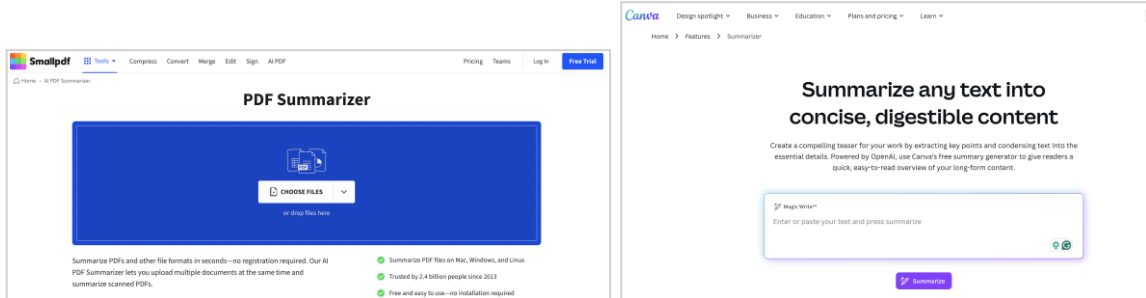 Smallpdf Tools Compress Convert Merge Edit Sign AI PDF Pricing Teams Log in Free Trial
Home › AI PDF Summarizer
PDF Summarizer
PDF
CHOOSE FILES
or drop files here
Summarize PDFs and other file formats in seconds—no registration required. Our AI
PDF Summarizer lets you upload multiple documents at the same time and
summarize scanned PDFs.
Summarize PDF files on Mac, Windows, and Linux
Trusted by 2.4 billion people since 2013
Free and easy to use—no installation required
Canva Design spotlight Business Education Plans and pricing Learn
Home > Features > Summarizer
Summarize any text into
concise, digestible content
Create a compelling teaser for your work by extracting key points and condensing text into the
essential details. Powered by OpenAI, use Canva's free summary generator to give readers a
quick, easy-to-read overview of your long-form content.
Magic Write™
Enter or paste your text and press summarize
Summarize